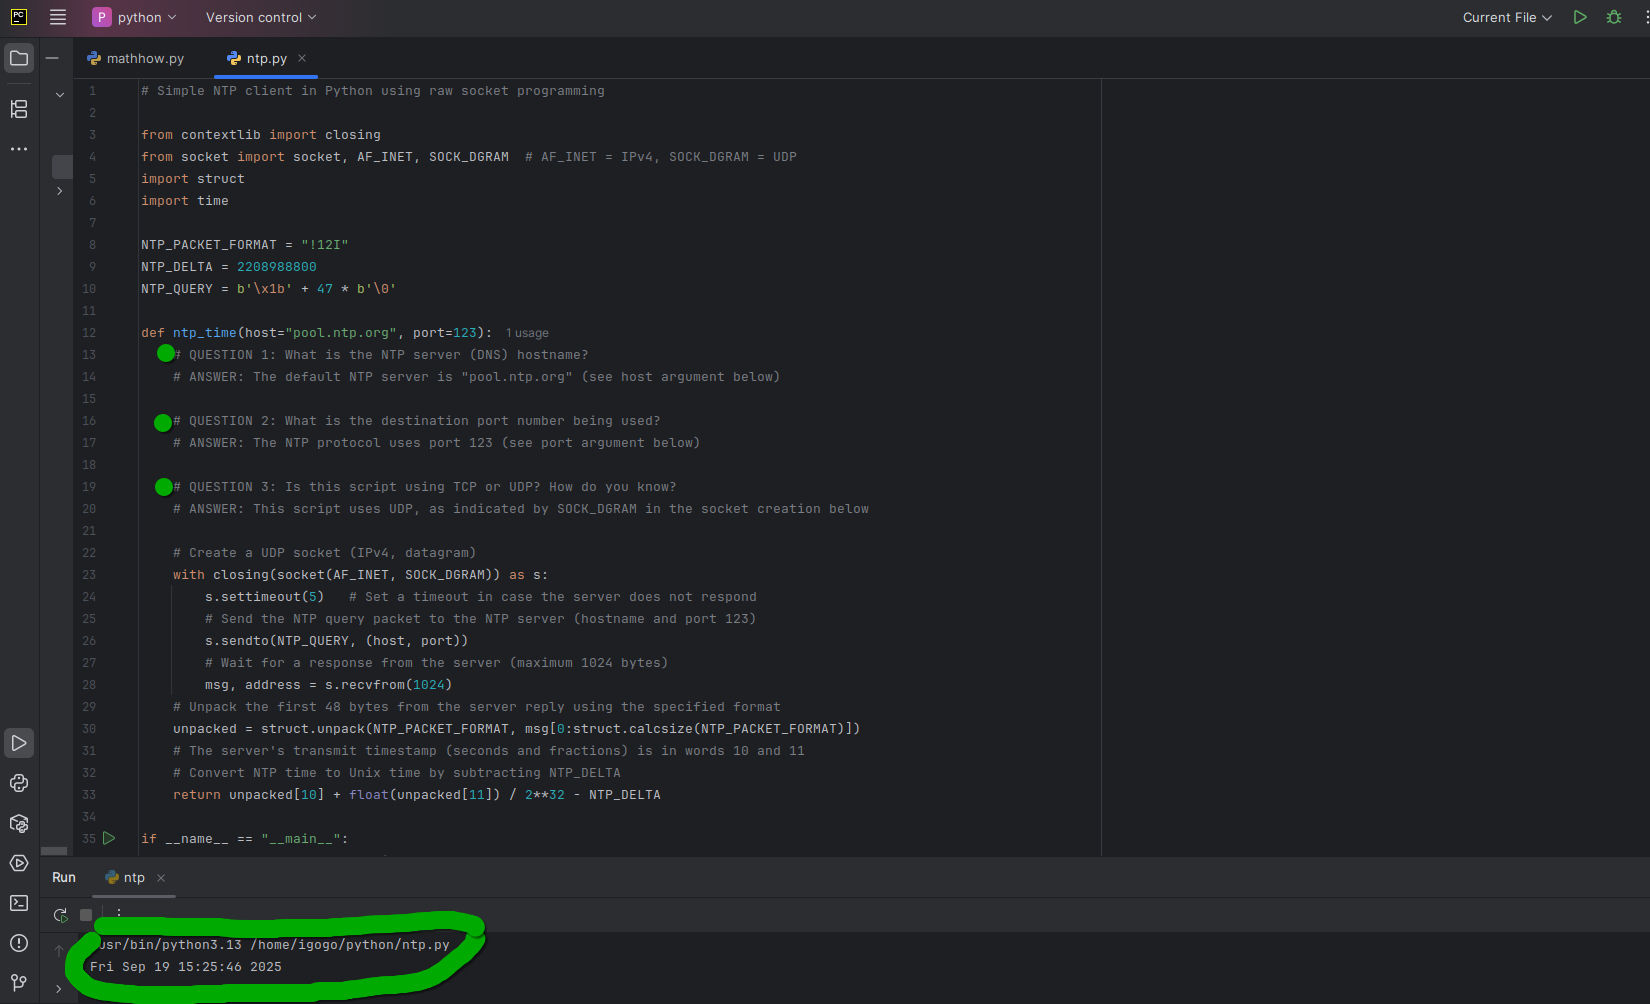 PC
P python Version control Current File
mathhow.py ntp.py
1 # Simple NTP client in Python using raw socket programming
2
3 from contextlib import closing
4 from socket import socket, AF_INET, SOCK_DGRAM # AF_INET = IPv4, SOCK_DGRAM = UDP
5 import struct
6 import time
7
8 NTP_PACKET_FORMAT = "!12I"
9 NTP_DELTA = 2208988800
10 NTP_QUERY = b'\x1b' + 47 * b'\0'
11
12 def ntp_time(host="pool.ntp.org", port=123): 1 usage
13 # QUESTION 1: What is the NTP server (DNS) hostname?
14 # ANSWER: The default NTP server is "pool.ntp.org" (see host argument below)
15
16 # QUESTION 2: What is the destination port number being used?
17 # ANSWER: The NTP protocol uses port 123 (see port argument below)
18
19 # QUESTION 3: Is this script using TCP or UDP? How do you know?
20 # ANSWER: This script uses UDP, as indicated by SOCK_DGRAM in the socket creation below
21
22 # Create a UDP socket (IPv4, datagram)
23 with closing(socket(AF_INET, SOCK_DGRAM)) as s:
24 s.settimeout(5) # Set a timeout in case the server does not respond
25 # Send the NTP query packet to the NTP server (hostname and port 123)
26 s.sendto(NTP_QUERY, (host, port))
27 # Wait for a response from the server (maximum 1024 bytes)
28 msg, address = s.recvfrom(1024)
29 # Unpack the first 48 bytes from the server reply using the specified format
30 unpacked = struct.unpack(NTP_PACKET_FORMAT, msg[0:struct.calcsize(NTP_PACKET_FORMAT)])
31 # The server's transmit timestamp (seconds and fractions) is in words 10 and 11
32 # Convert NTP time to Unix time by subtracting NTP_DELTA
33 return unpacked[10] + float(unpacked[11]) / 2**32 - NTP_DELTA
34
35 if __name__ == "__main__":
Run ntp
usr/bin/python3.13 /home/igogo/python/ntp.py
Fri Sep 19 15:25:46 2025